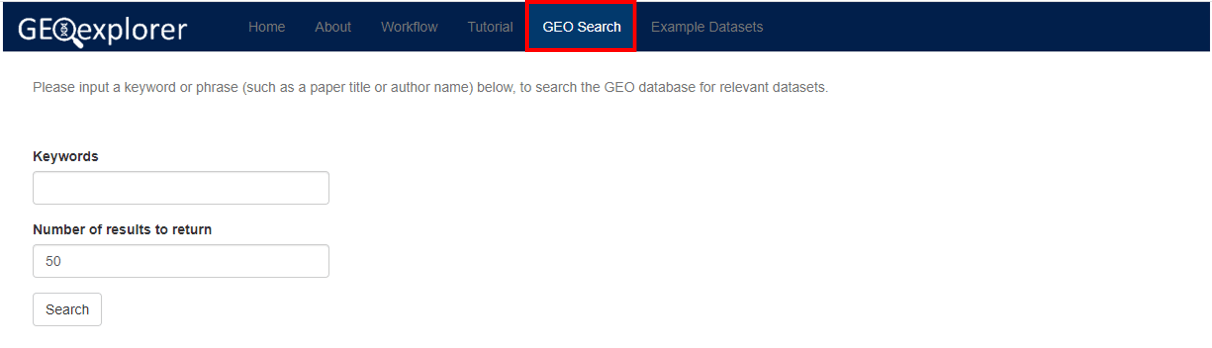 GEOexplorer
Home About Workflow Tutorial GEO Search Example Datasets
Please input a keyword or phrase (such as a paper title or author name) below, to search the GEO database for relevant datasets.
Keywords
Number of results to return
50
Search